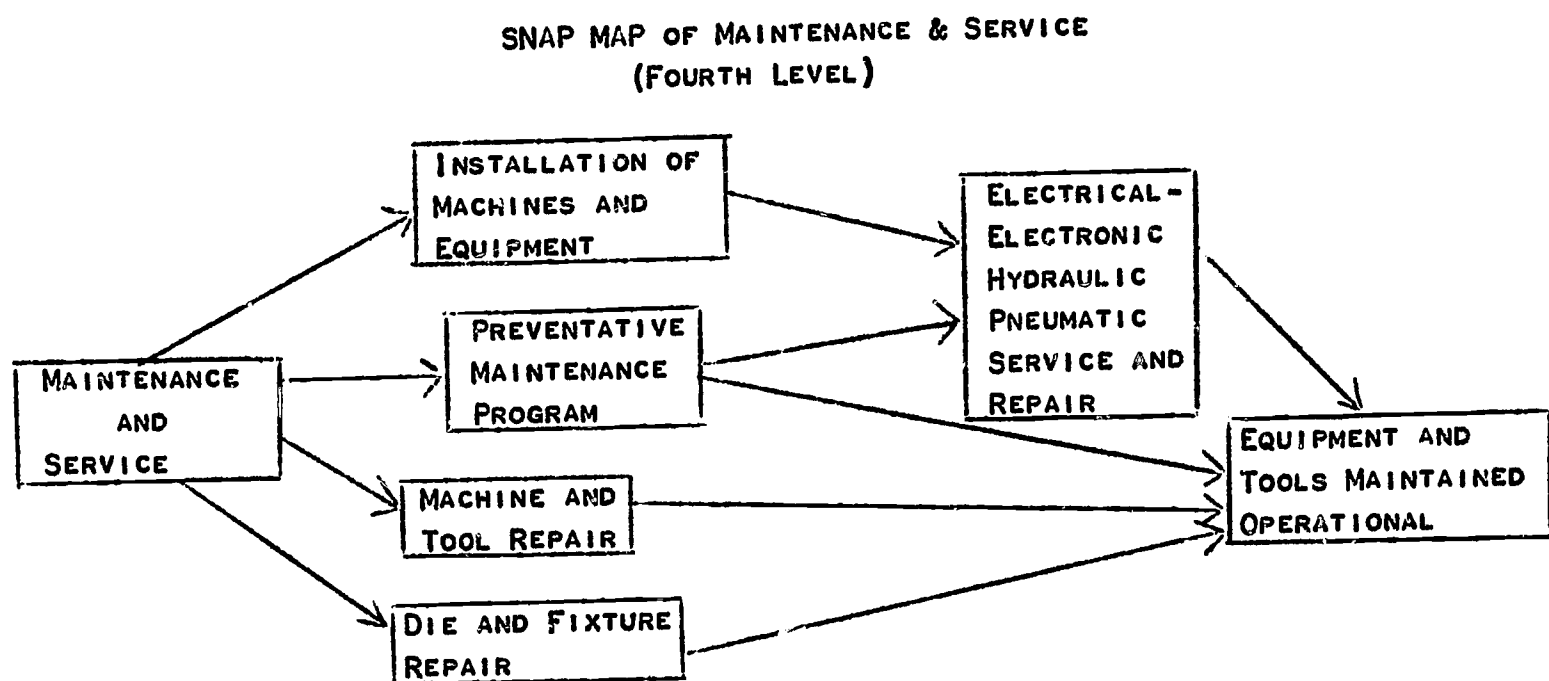 SNAP MAP OF MAINTENANCE & SERVICE
(FOURTH LEVEL)
INSTALLATION OF
MACHINES AND
EQUIPMENT
ELECTRICAL-
ELECTRONIC
HYDRAULIC
PNEUMATIC
SERVICE AND
REPAIR
PREVENTATIVE
MAINTENANCE
PROGRAM
MAINTENANCE
AND
SERVICE
EQUIPMENT AND
TOOLS MAINTAINED
OPERATIONAL
MACHINE AND
TOOL REPAIR
DIE AND FIXTURE
REPAIR